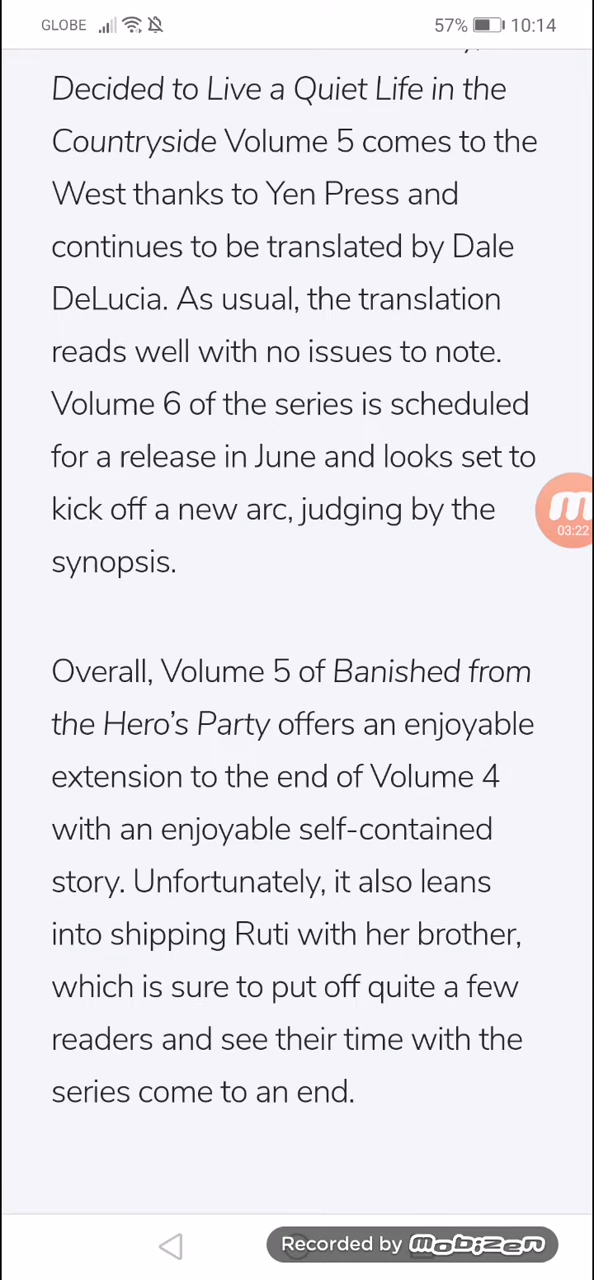 GLOBE 57% 10:14
Decided to Live a Quiet Life in the
Countryside Volume 5 comes to the
West thanks to Yen Press and
continues to be translated by Dale
DeLucia. As usual, the translation
reads well with no issues to note.
Volume 6 of the series is scheduled
for a release in June and looks set to
kick off a new arc, judging by the
synopsis.
m
03:22
Overall, Volume 5 of Banished from
the Hero’s Party offers an enjoyable
extension to the end of Volume 4
with an enjoyable self-contained
story. Unfortunately, it also leans
into shipping Ruti with her brother,
which is sure to put off quite a few
readers and see their time with the
series come to an end.
Recorded by mobizen